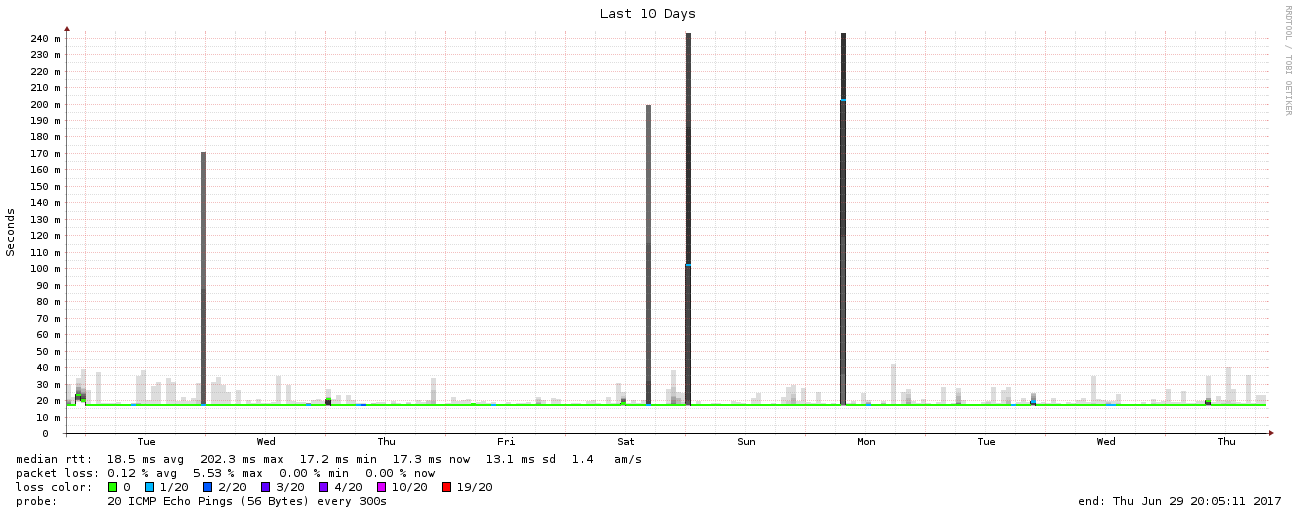 Last 10 Days
RRDTOOL / TOBI OETIKER
Seconds
240 m
230 m
220 m
210 m
200 m
190 m
180 m
170 m
160 m
150 m
140 m
130 m
120 m
110 m
100 m
90 m
80 m
70 m
60 m
50 m
40 m
30 m
20 m
10 m
0
Tue Wed Thu Fri Sat Sun Mon Tue Wed Thu
median rtt: 18.5 ms avg 202.3 ms max 17.2 ms min 17.3 ms now 13.1 ms sd 1.4 am/s
packet loss: 0.12 % avg 5.53 % max 0.00 % min 0.00 % now
loss color: 0 1/20 2/20 3/20 4/20 10/20 19/20
probe: 20 ICMP Echo Pings (56 Bytes) every 300s end: Thu Jun 29 20:05:11 2017